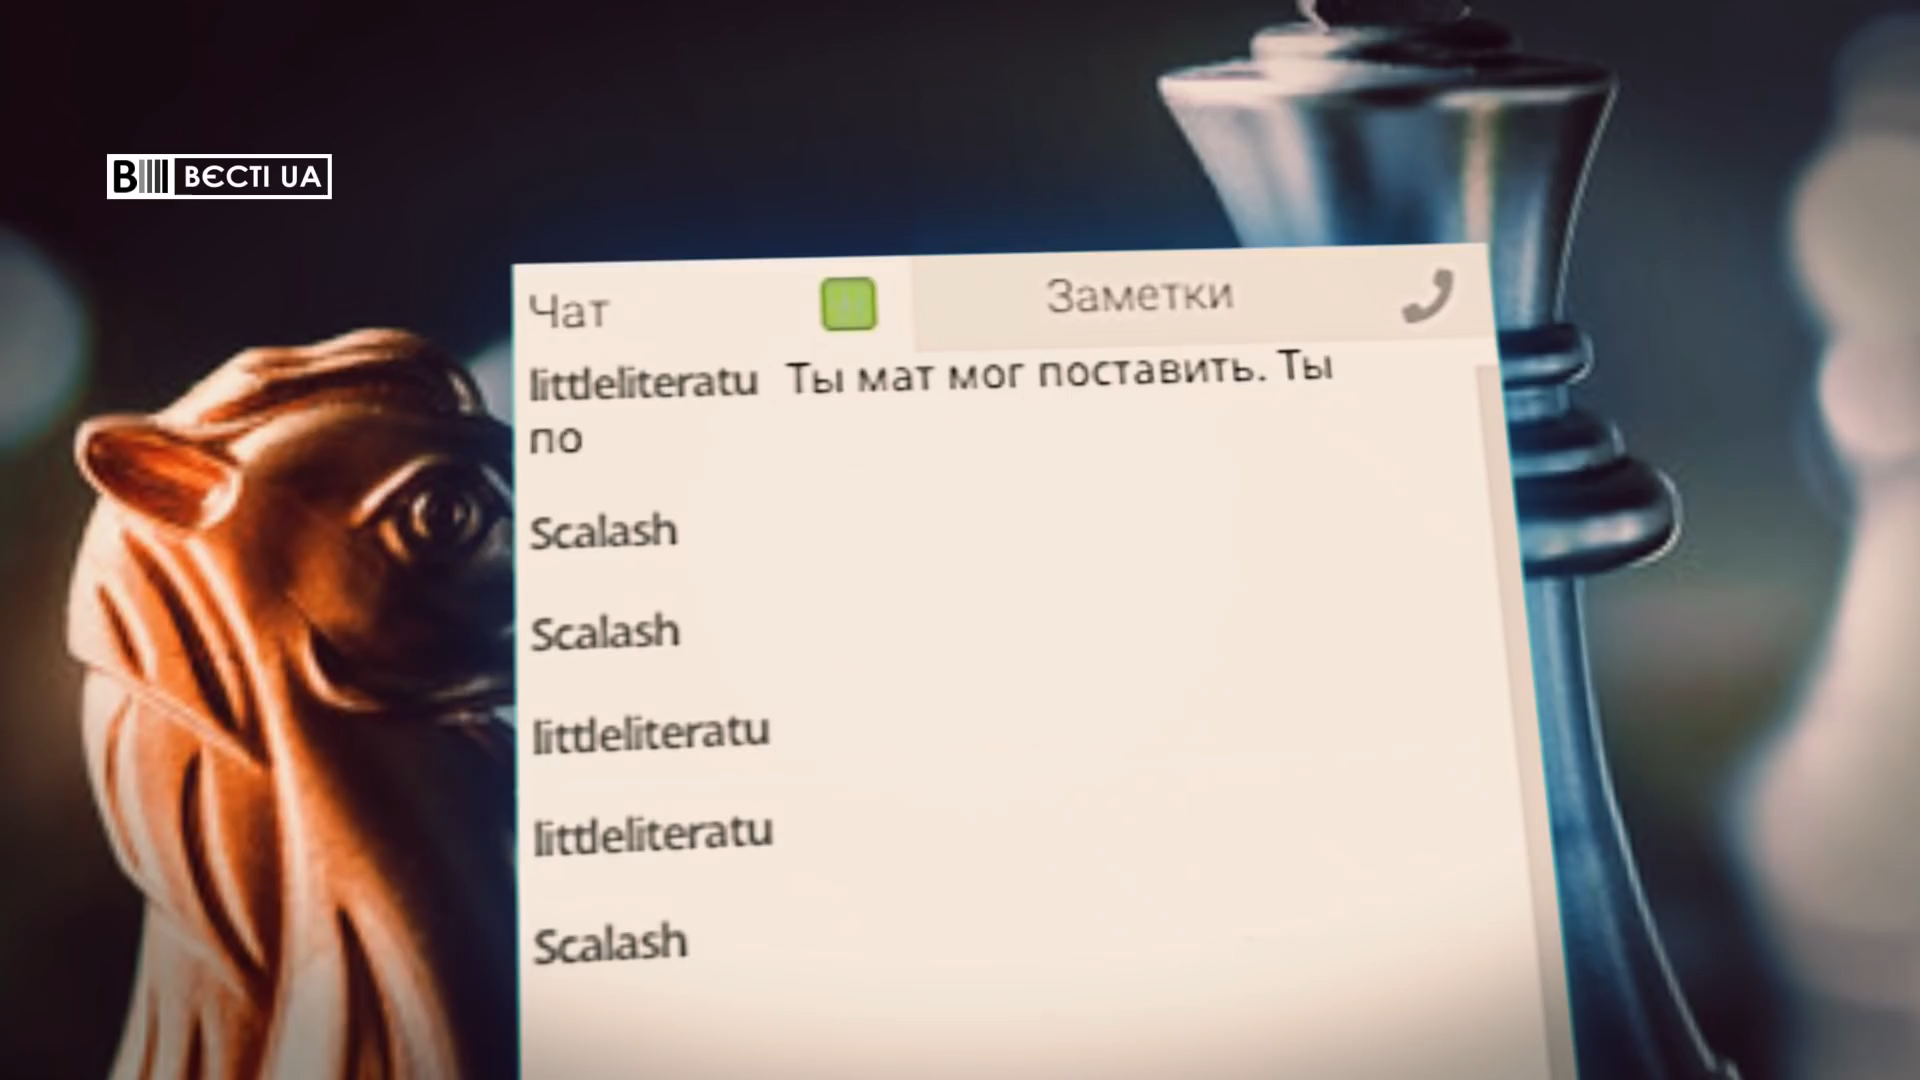 B ВЄСТІ UA
Чат Заметки
littleliteratu Ты мат мог поставить. Ты
по
Scalash
Scalash
littleliteratu
littleliteratu
Scalash